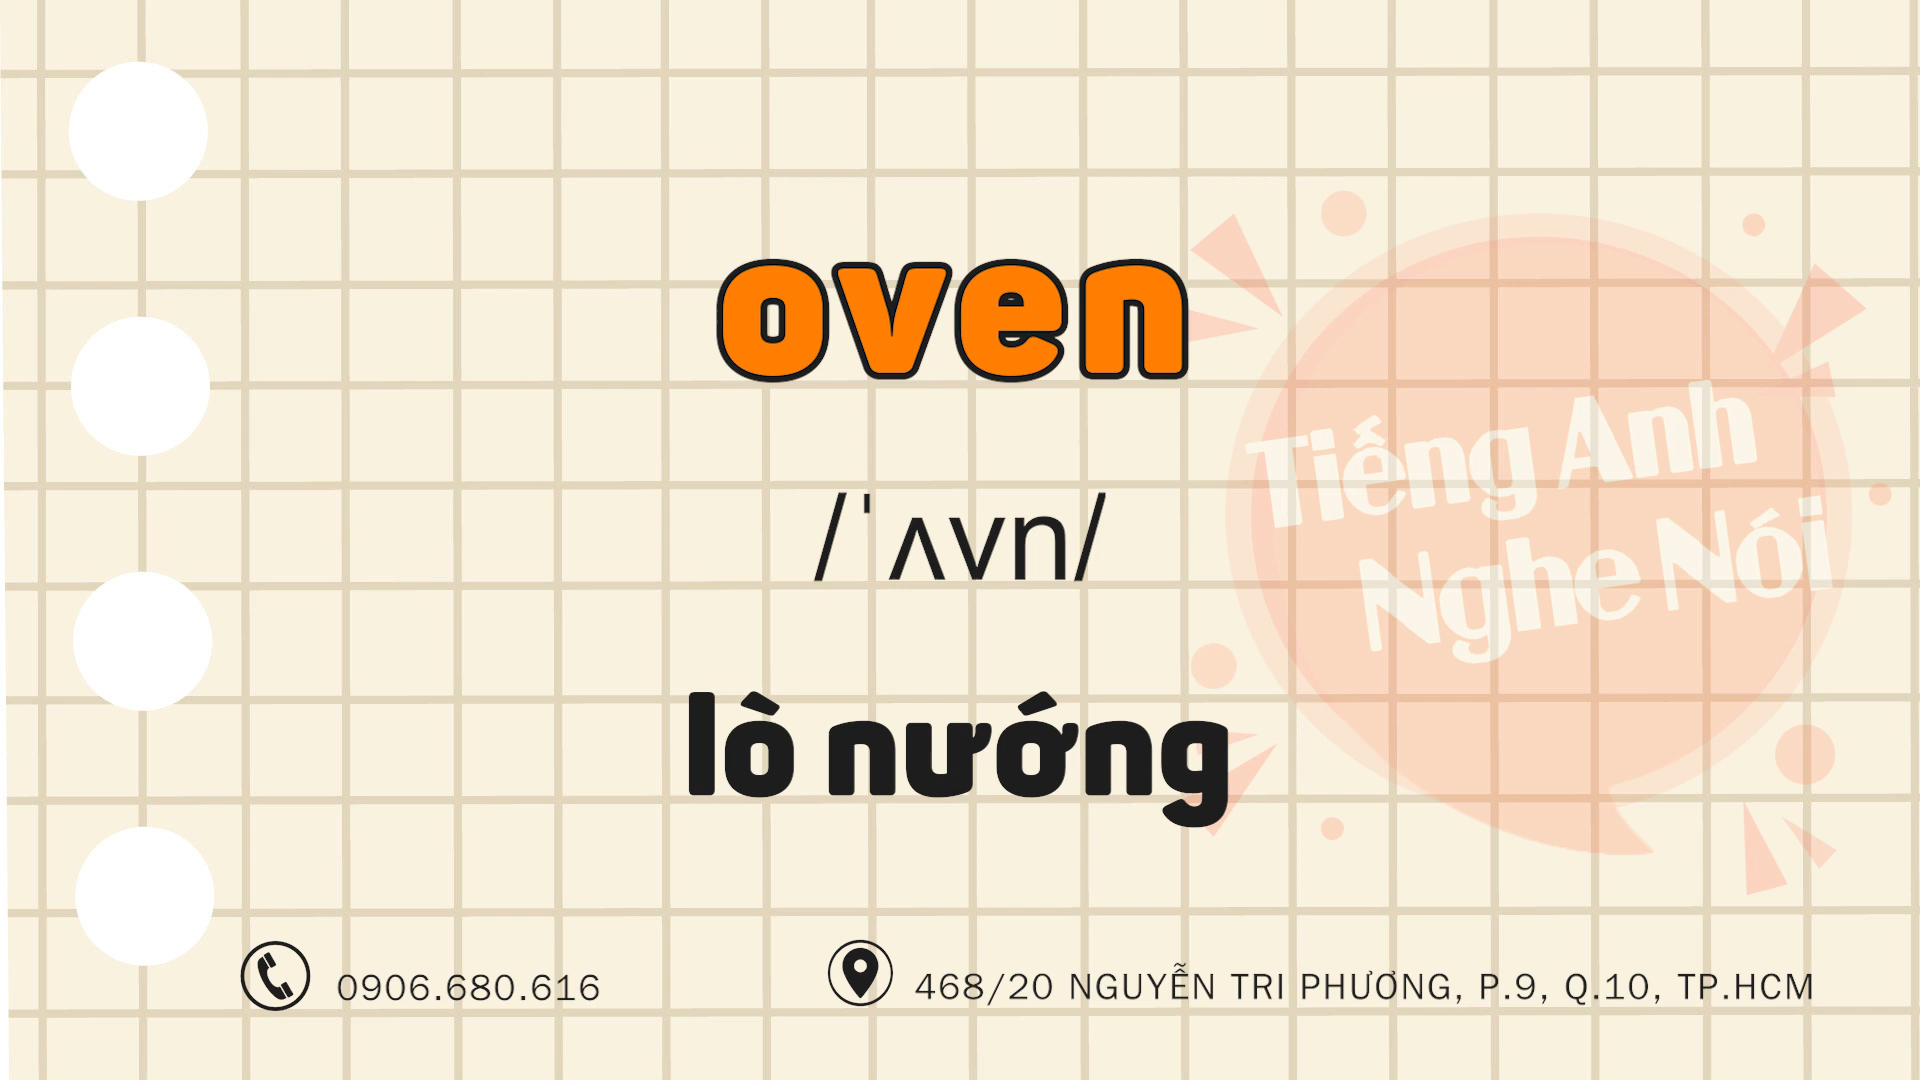 oven
/ˈʌvn/
lò nướng
Tiếng Anh
Nghe Nói
0906.680.616
468/20 NGUYỄN TRI PHƯƠNG, P.9, Q.10, TP.HCM